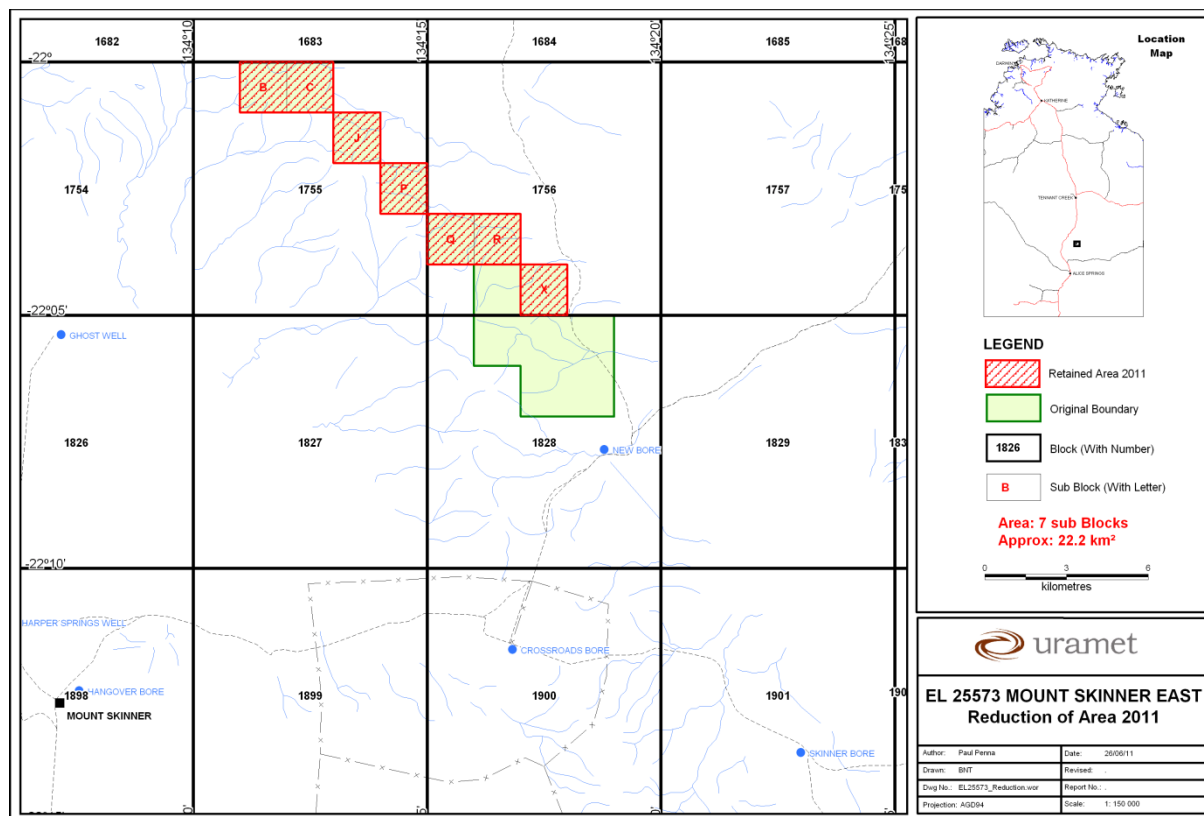 1682
134°10'
1683
134°15'
1684
134°20'
1685
134°25'
168
-22°
B
C
J
1754
1755
P
1756
1757
175
Q
R
X
-22°05'
GHOST WELL
1826
1827
1828
1829
183
NEW BORE
-22°10'
HARPER SPRINGS WELL
CROSSROADS BORE
1898
HANGOVER BORE
1899
1900
1901
190
MOUNT SKINNER
SKINNER BORE
Location
Map
DARWIN
KATHERINE
TENNANT CREEK
ALICE SPRINGS
LEGEND
Retained Area 2011
Original Boundary
1826 Block (With Number)
B Sub Block (With Letter)
Area: 7 sub Blocks
Approx: 22.2 km²
0 3 6
kilometres
uramet
EL 25573 MOUNT SKINNER EAST
Reduction of Area 2011
Author: Paul Penna Date: 26/06/11
Drawn: BNT Revised: .
Dwg No.: EL25573_Reduction.wor Report No.: .
Projection: AGD94 Scale: 1: 150 000